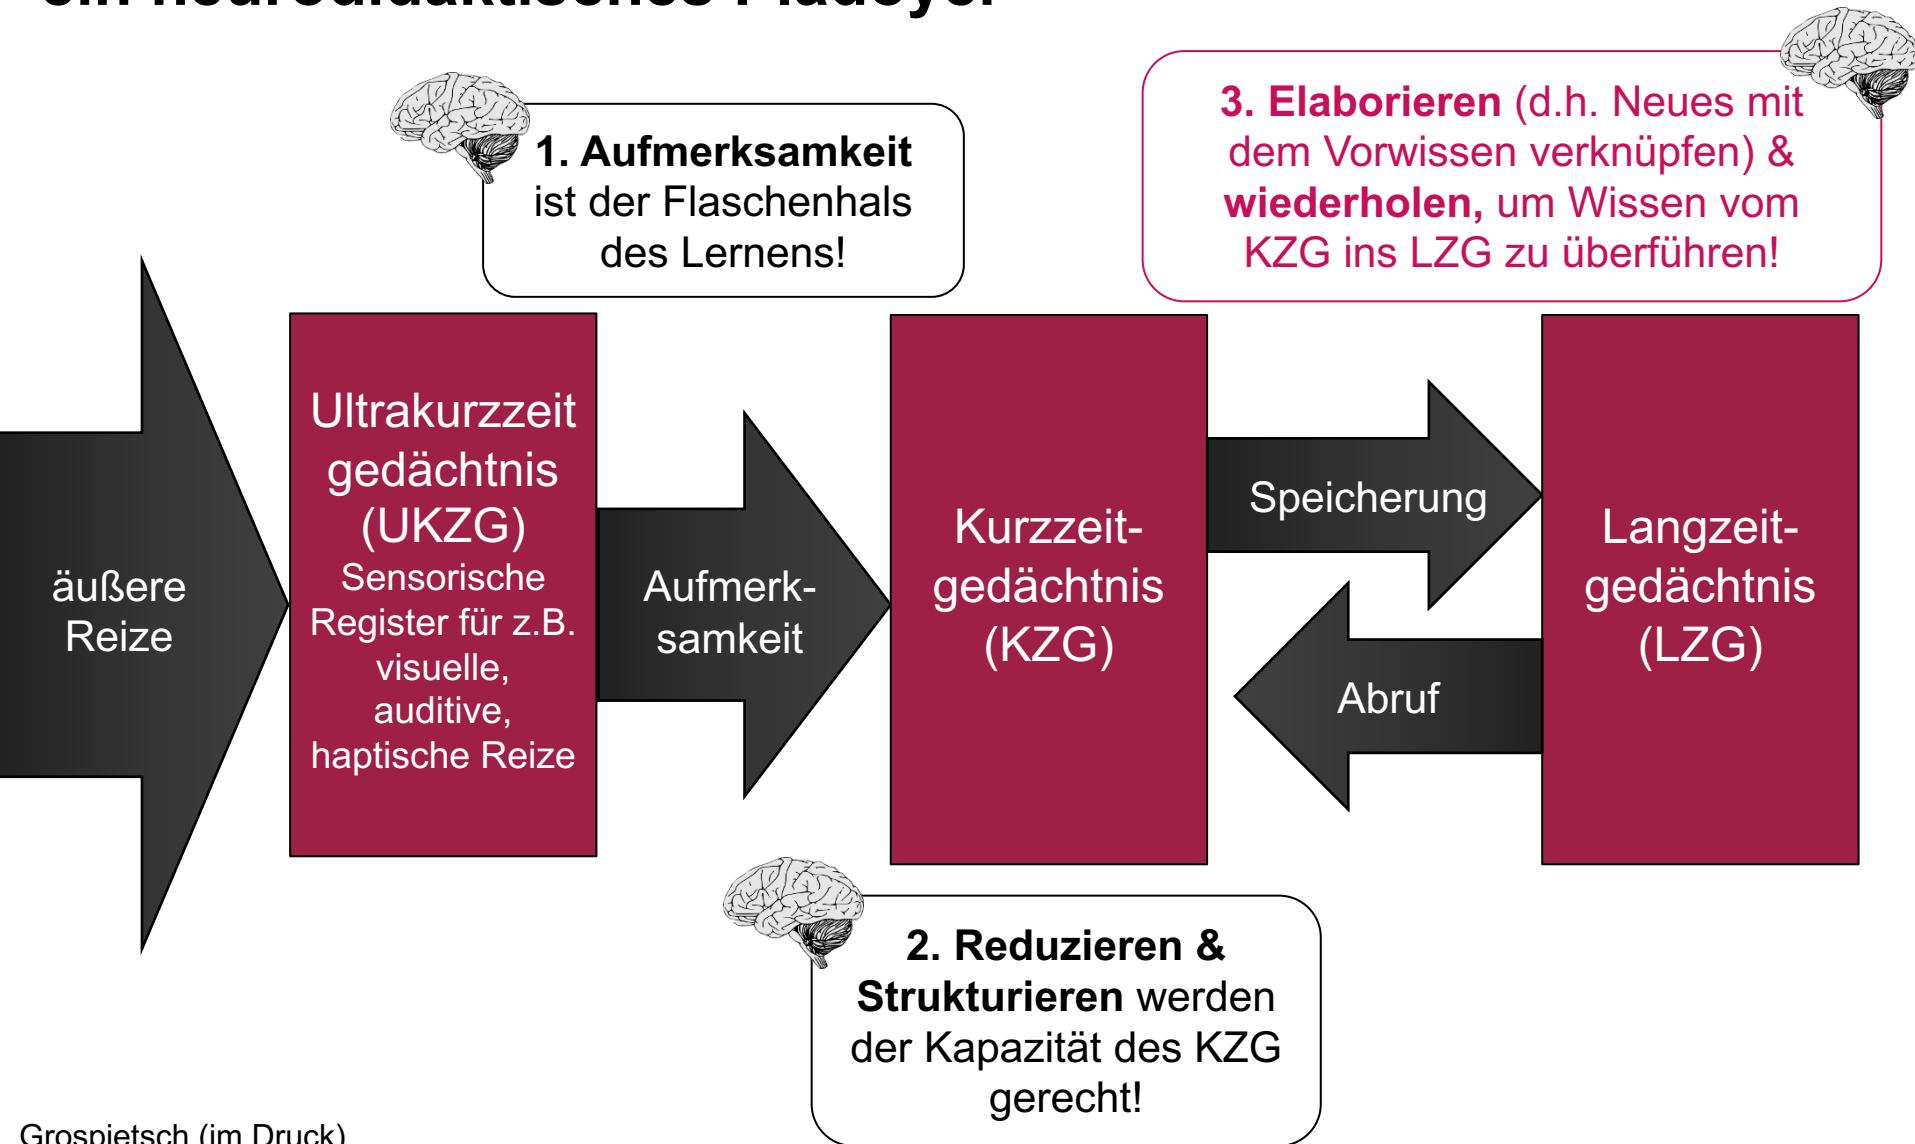 ein neurodidaktisches Plädoyer
1. Aufmerksamkeit
ist der Flaschenhals
des Lernens!
3. Elaborieren (d.h. Neues mit
dem Vorwissen verknüpfen) &
wiederholen, um Wissen vom
KZG ins LZG zu überführen!
äußere
Reize
Ultrakurzzeit
gedächtnis
(UKZG)
Sensorische
Register für z.B.
visuelle,
auditive,
haptische Reize
Aufmerk-
samkeit
Kurzzeit-
gedächtnis
(KZG)
Speicherung
Abruf
Langzeit-
gedächtnis
(LZG)
2. Reduzieren &
Strukturieren werden
der Kapazität des KZG
gerecht!
Grospietsch (im Druck)